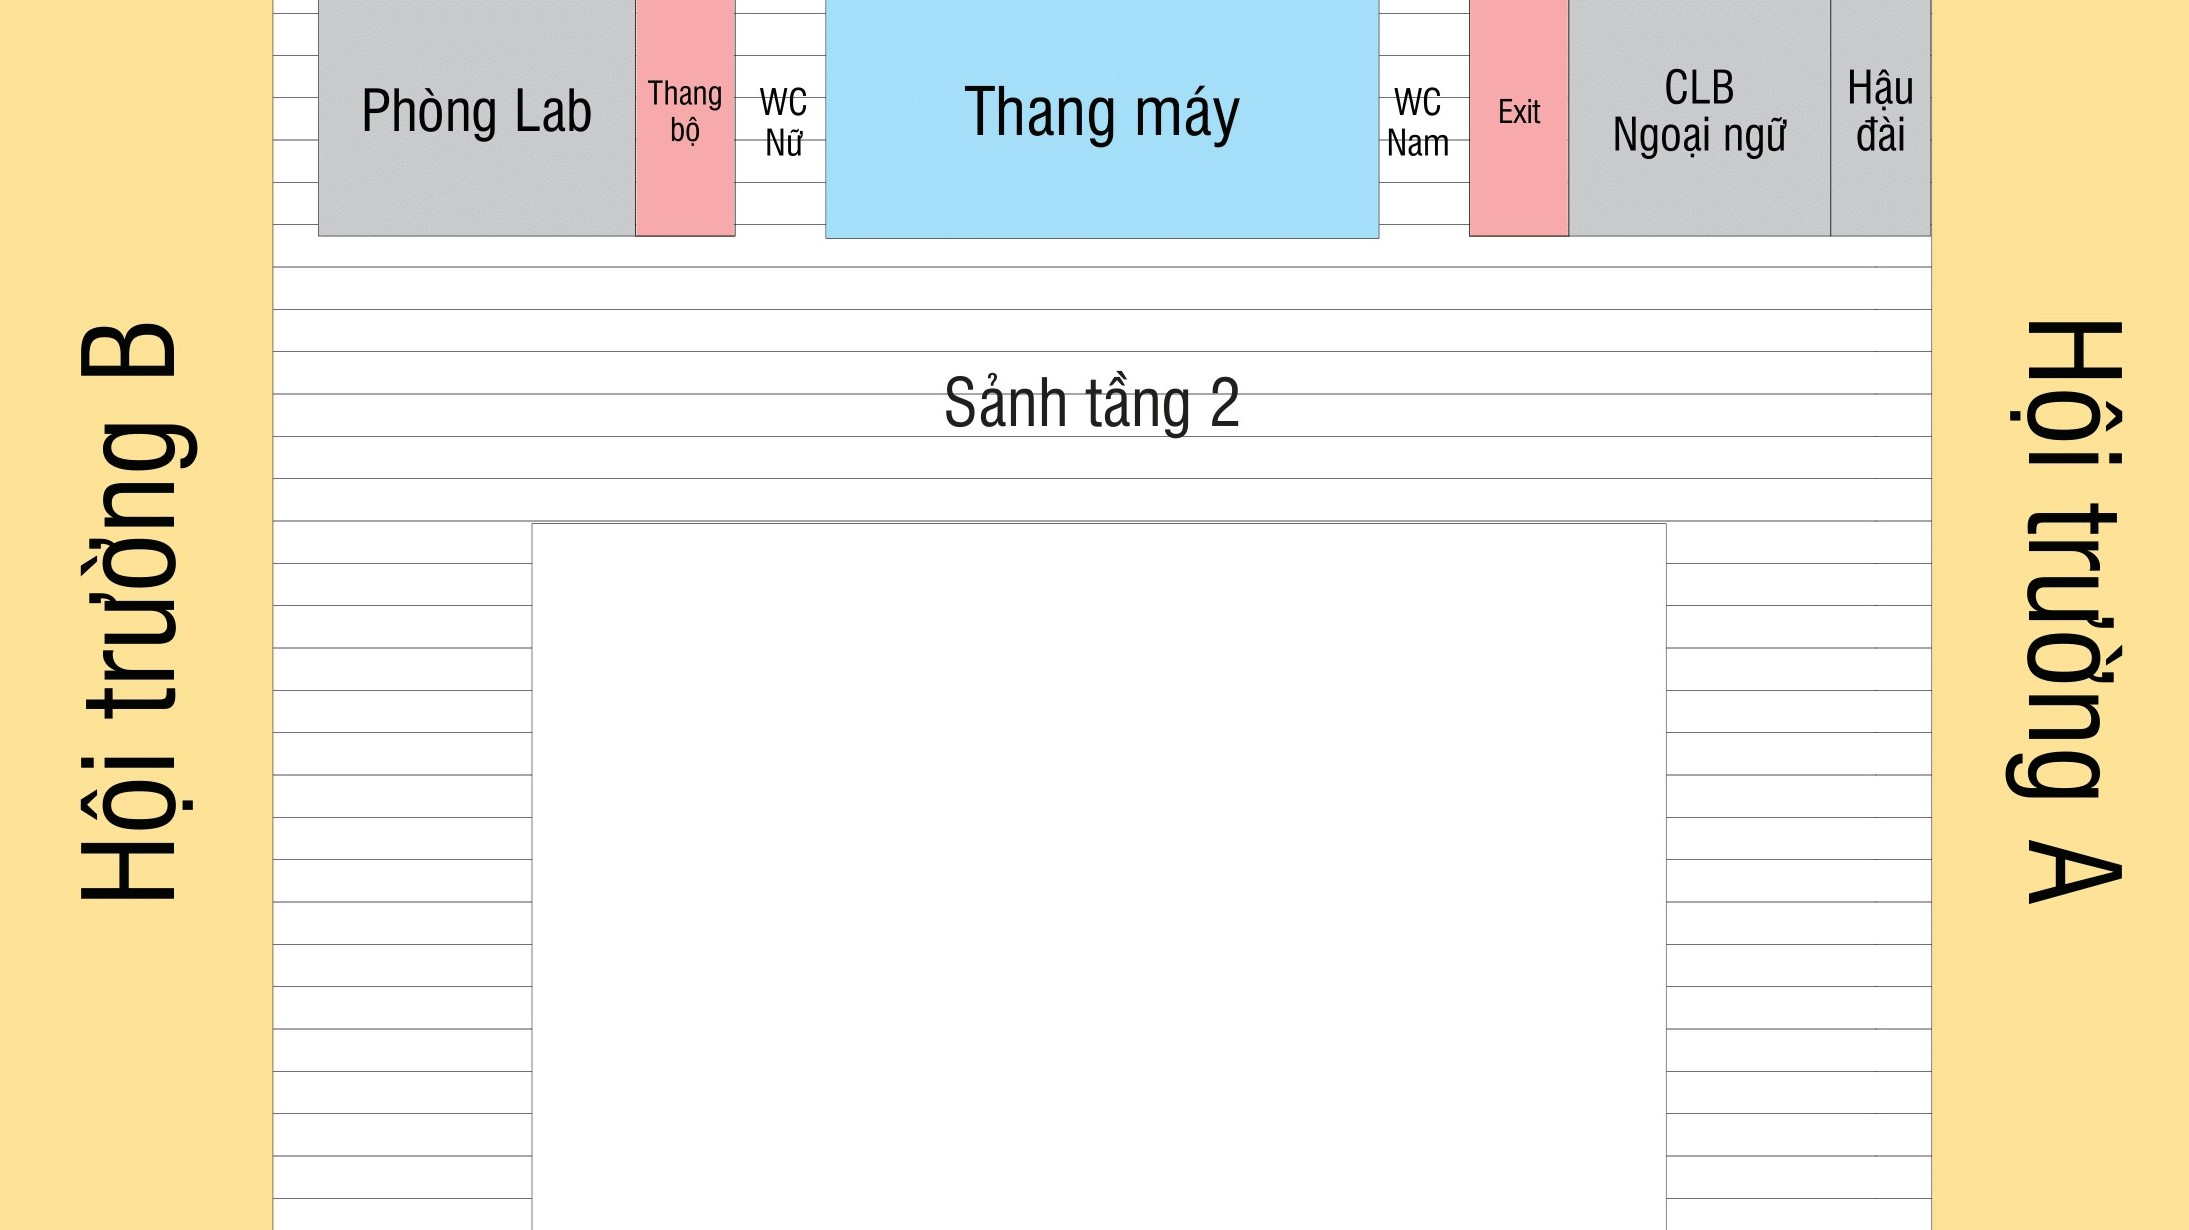 Phòng Lab
Thang
bộ
WC
Nữ
Thang máy
WC
Nam
Exit
CLB
Ngoại ngữ
Hậu
đài
Sảnh tầng 2
Hội trường B
Hội trường A